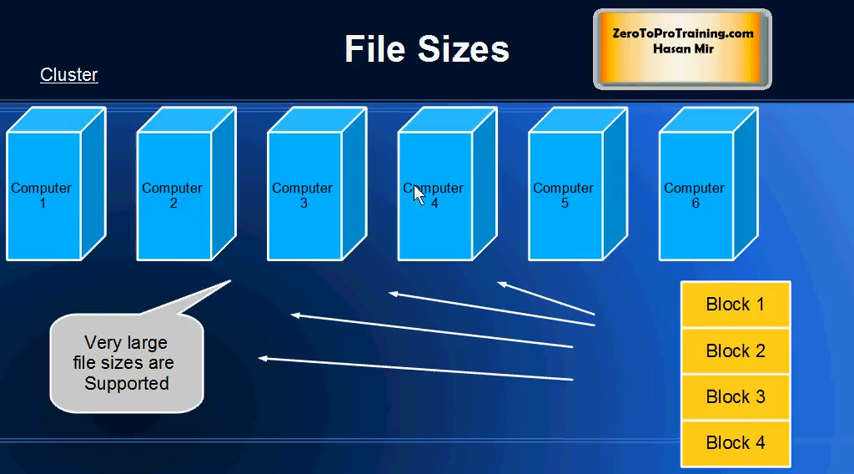 File Sizes
ZeroToProTraining.com
Hasan Mir
Cluster
Computer
1
Computer
2
Computer
3
Computer
4
Computer
5
Computer
6
Very large
file sizes are
Supported
Block 1
Block 2
Block 3
Block 4